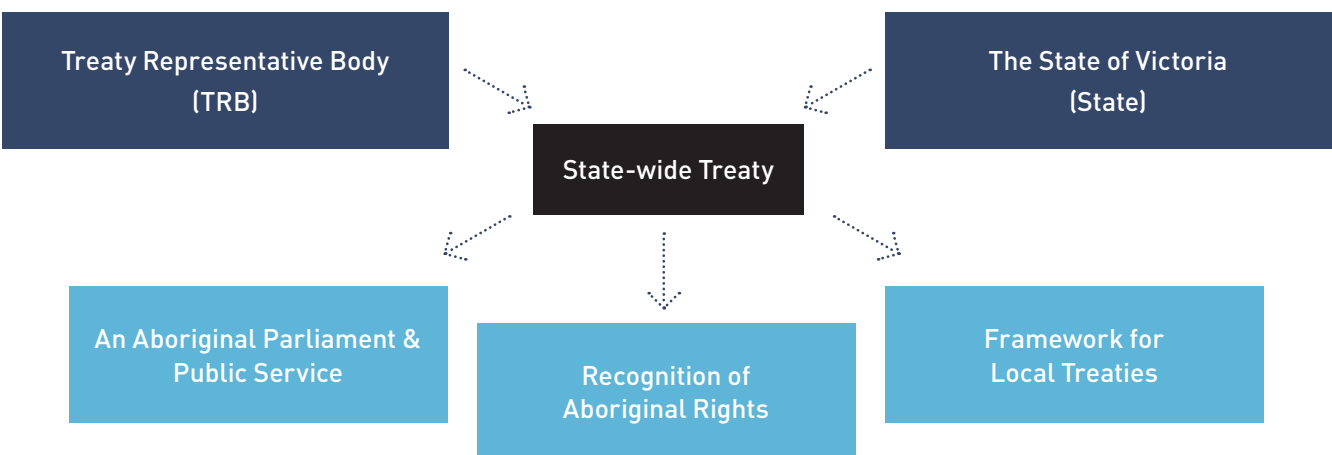 Treaty Representative Body
(TRB)
The State of Victoria
(State)
State-wide Treaty
An Aboriginal Parliament &
Public Service
Recognition of
Aboriginal Rights
Framework for
Local Treaties